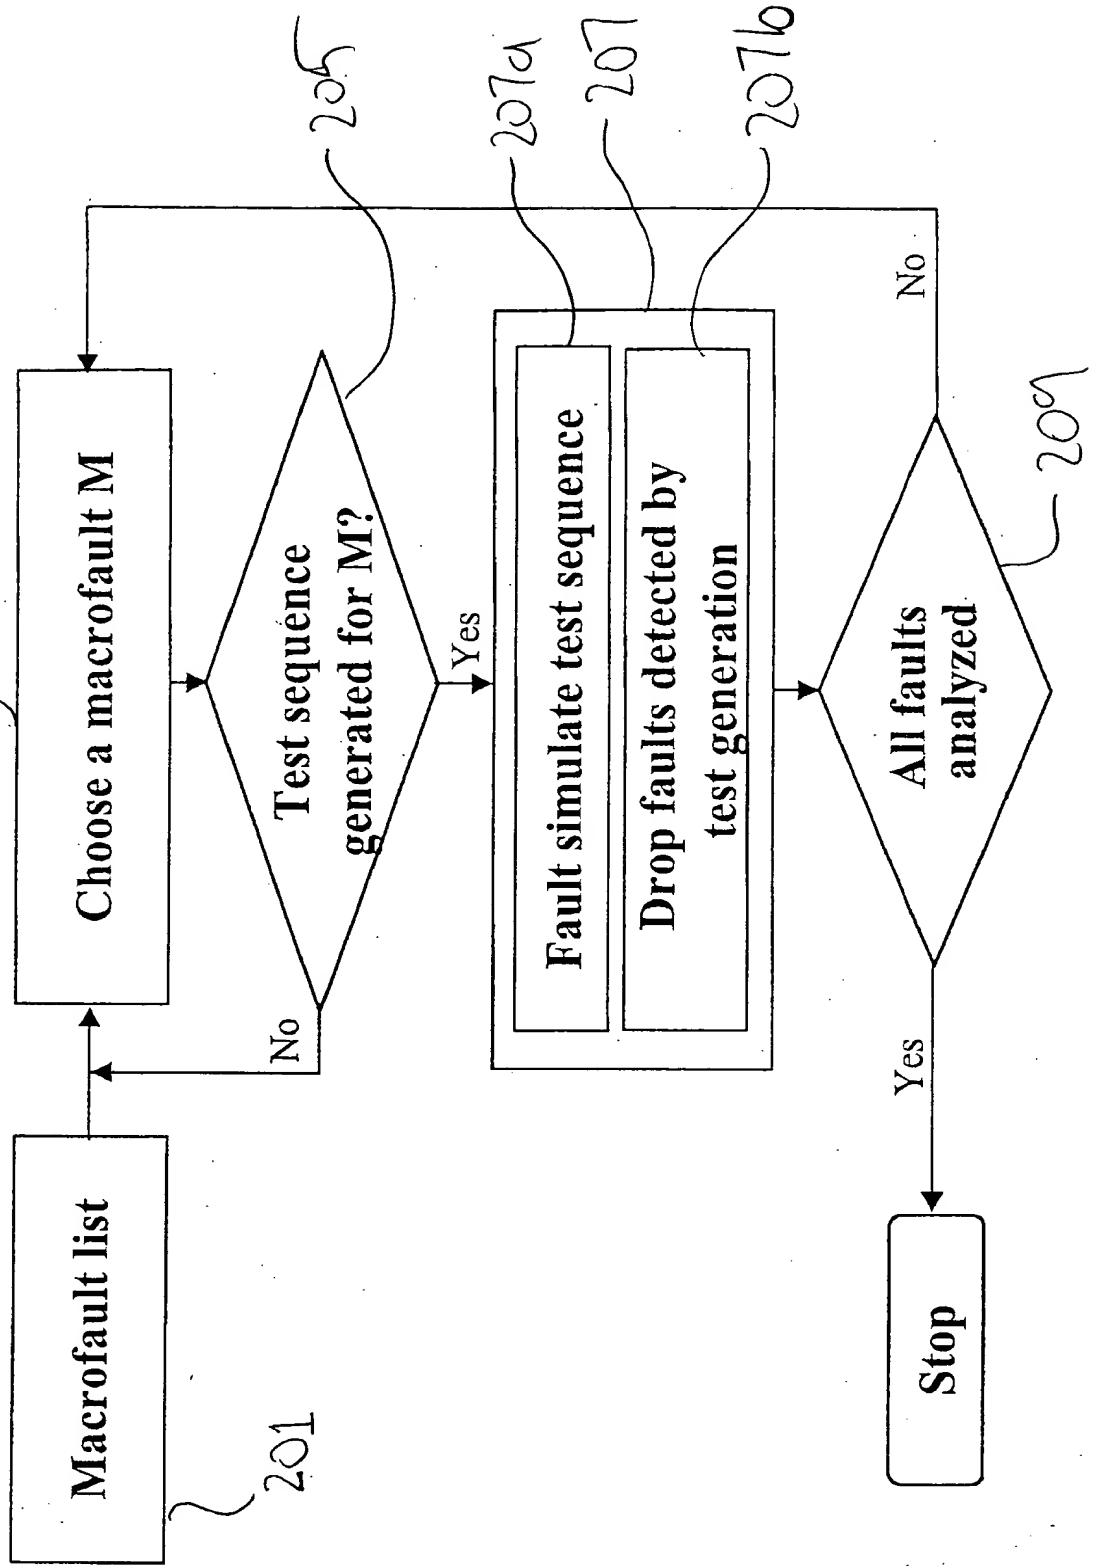 Macrofault list
201
Choose a macrofault M
Test sequence
generated for M?
205
No
Yes
Fault simulate test sequence
207a
207
Drop faults detected by
test generation
207b
All faults
analyzed
209
No
Yes
Stop